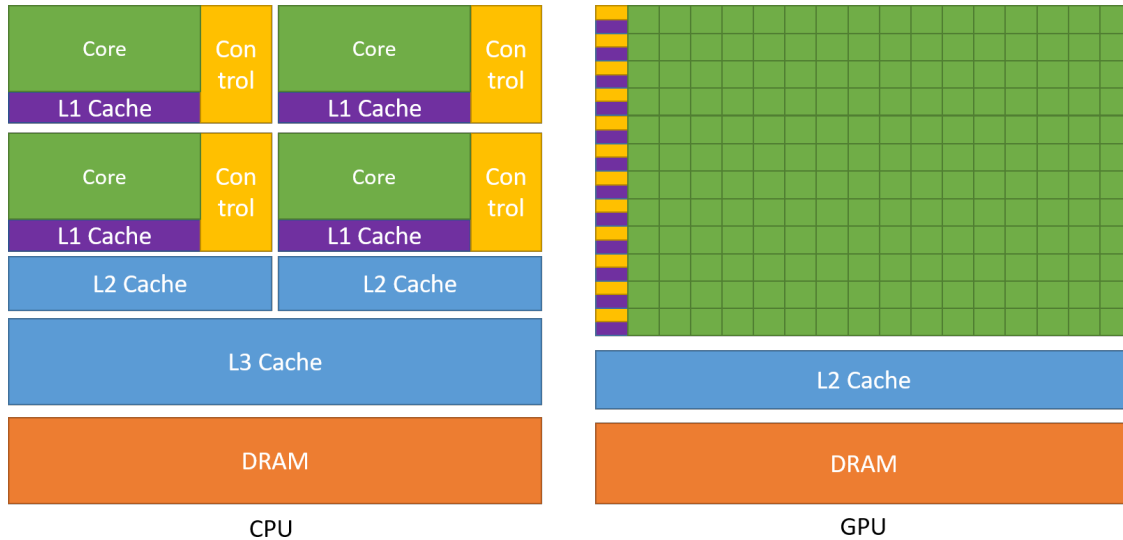 Core
Con
trol
L1 Cache
Core
Con
trol
L1 Cache
Core
Con
trol
L1 Cache
Core
Con
trol
L1 Cache
L2 Cache
L2 Cache
L3 Cache
DRAM
CPU
L2 Cache
DRAM
GPU